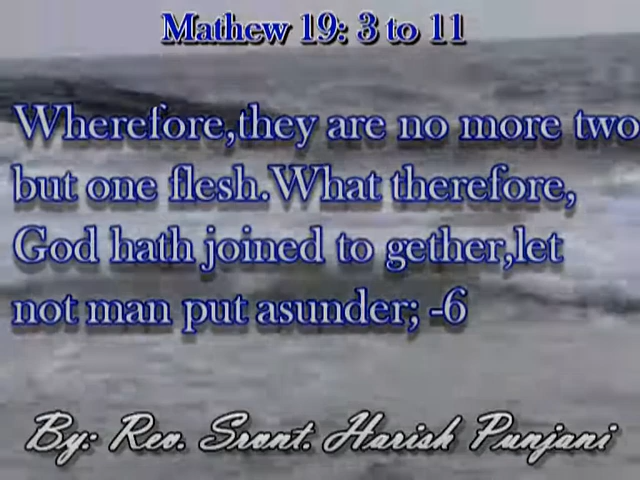 Mathew 19: 3 to 11
Wherefore,they are no more two
but one flesh.What therefore,
God hath joined to gether,let
not man put asunder; -6
By: Rev. Srvnt. Harish Punjani